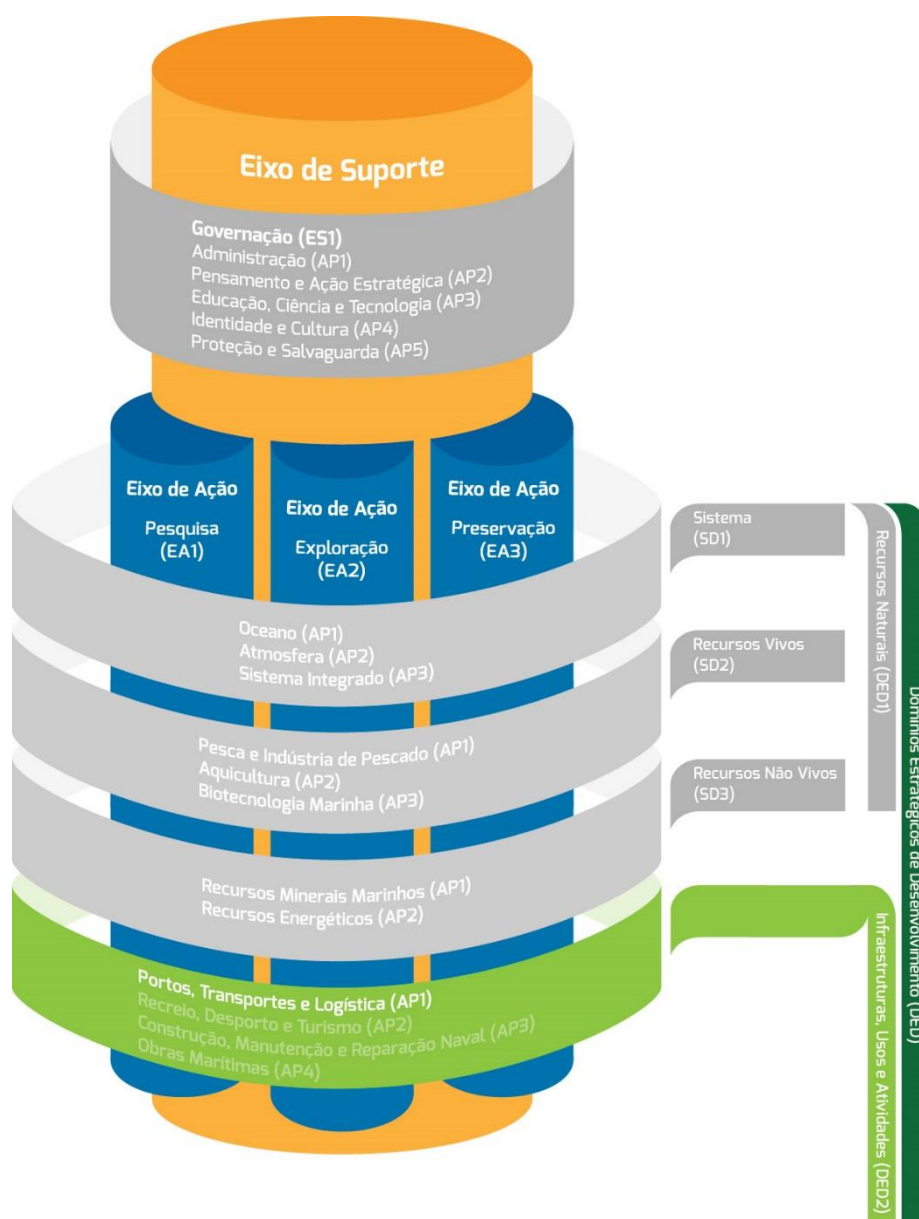 Eixo de Suporte
Governação (ES1)
Administração (AP1)
Pensamento e Ação Estratégica (AP2)
Educação, Ciência e Tecnologia (AP3)
Identidade e Cultura (AP4)
Proteção e Salvaguarda (AP5)
Eixo de Ação
Pesquisa
(EA1)
Eixo de Ação
Exploração
(EA2)
Eixo de Ação
Preservação
(EA3)
Oceano (AP1)
Atmosfera (AP2)
Sistema Integrado (AP3)
Pesca e Indústria de Pescado (AP1)
Aquicultura (AP2)
Biotecnologia Marinha (AP3)
Recursos Minerais Marinhos (AP1)
Recursos Energéticos (AP2)
Portos, Transportes e Logística (AP1)
Recreio, Desporto e Turismo (AP2)
Construção, Manutenção e Reparação Naval (AP3)
Obras Marítimas (AP4)
Sistema
(SD1)
Recursos Vivos
(SD2)
Recursos Não Vivos
(SD3)
Recursos Naturais (DED1)
Infraestruturas, Usos e Atividades (DED2)
Domínios Estratégicos de Desenvolvimento (DED)